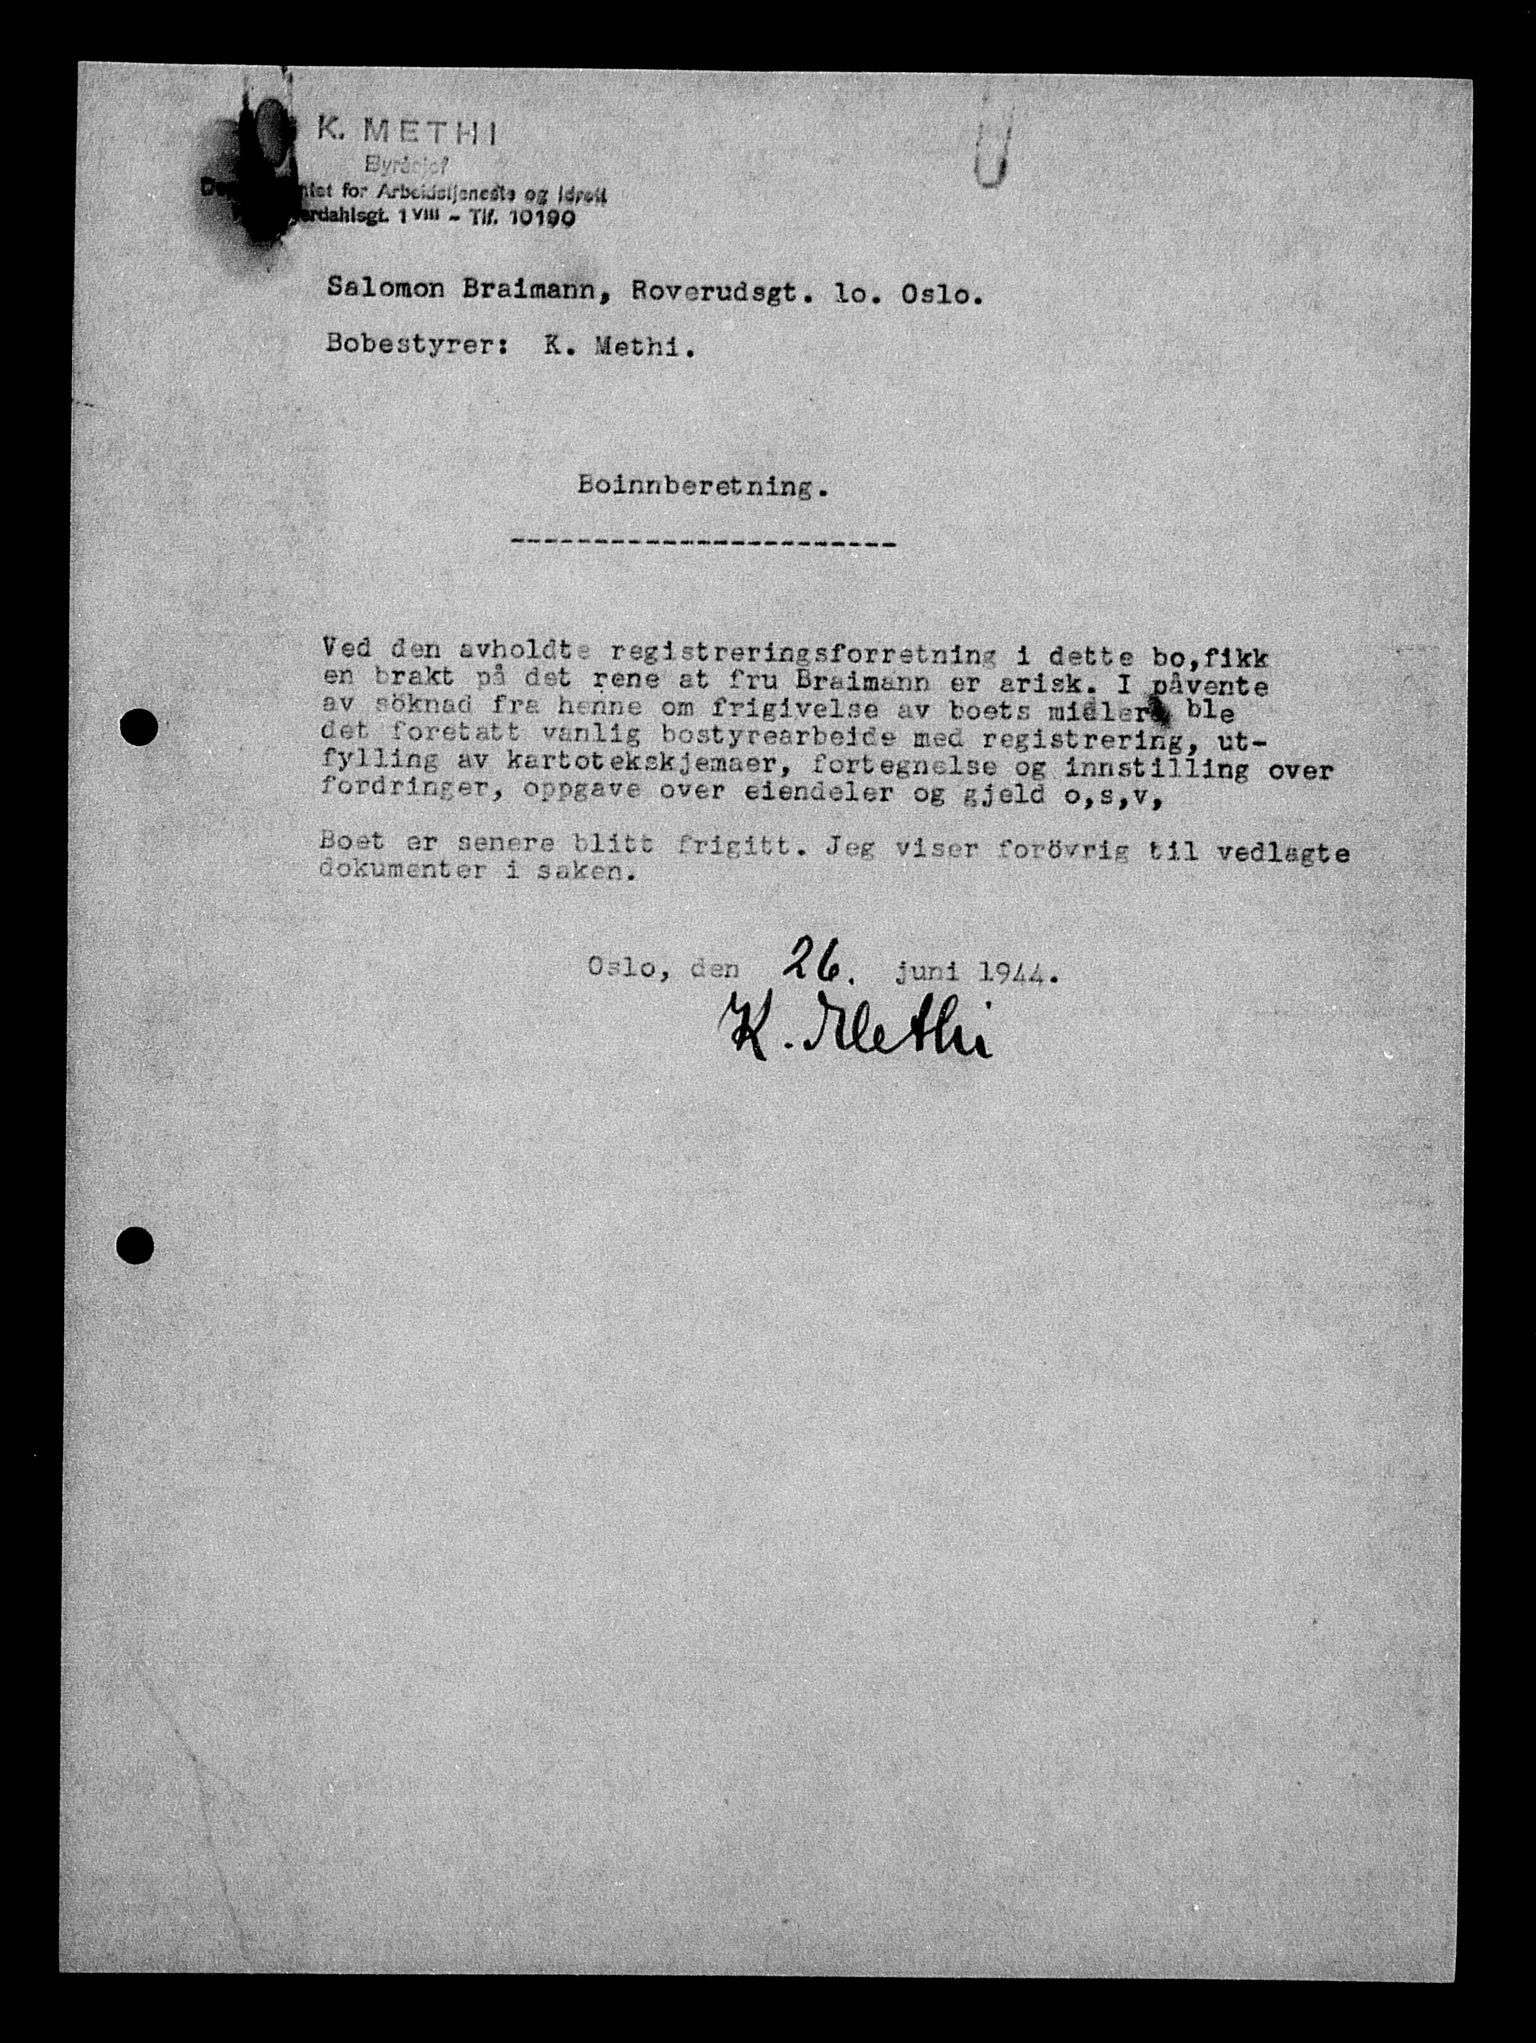 K. METHI
Byråsjef
for Arbeidstjeneste og Idrett
1 VIII - Tlf. 10190
Salomon Braimann, Roverudsgt. lo. Oslo.
Bobestyrer: K. Methi.
Boinnberetning.
-----------------------
Ved den avholdte registreringsforretning i dette bo,fikk
en brakt på det rene at fru Braimann er arisk. I påvente
av söknad fra henne om frigivelse av boets midler ble
det foretatt vanlig bostyrearbeide med registrering, ut-
fylling av kartotekskjemaer, fortegnelse og innstilling over
fordringer, oppgave over eiendeler og gjeld o,s,v,
Boet er senere blitt frigitt. Jeg viser forövrig til vedlagte
dokumenter i saken.
Oslo, den 26. juni 1944.
K. Methi